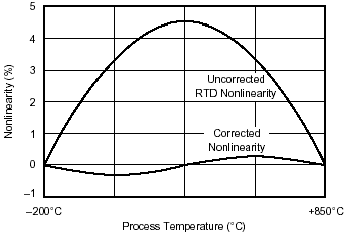 5
4
3
2
1
0
–1
Nonlinearity (%)
Uncorrected
RTD Nonlinearity
Corrected
Nonlinearity
–200°C
+850°C
Process Temperature (°C)